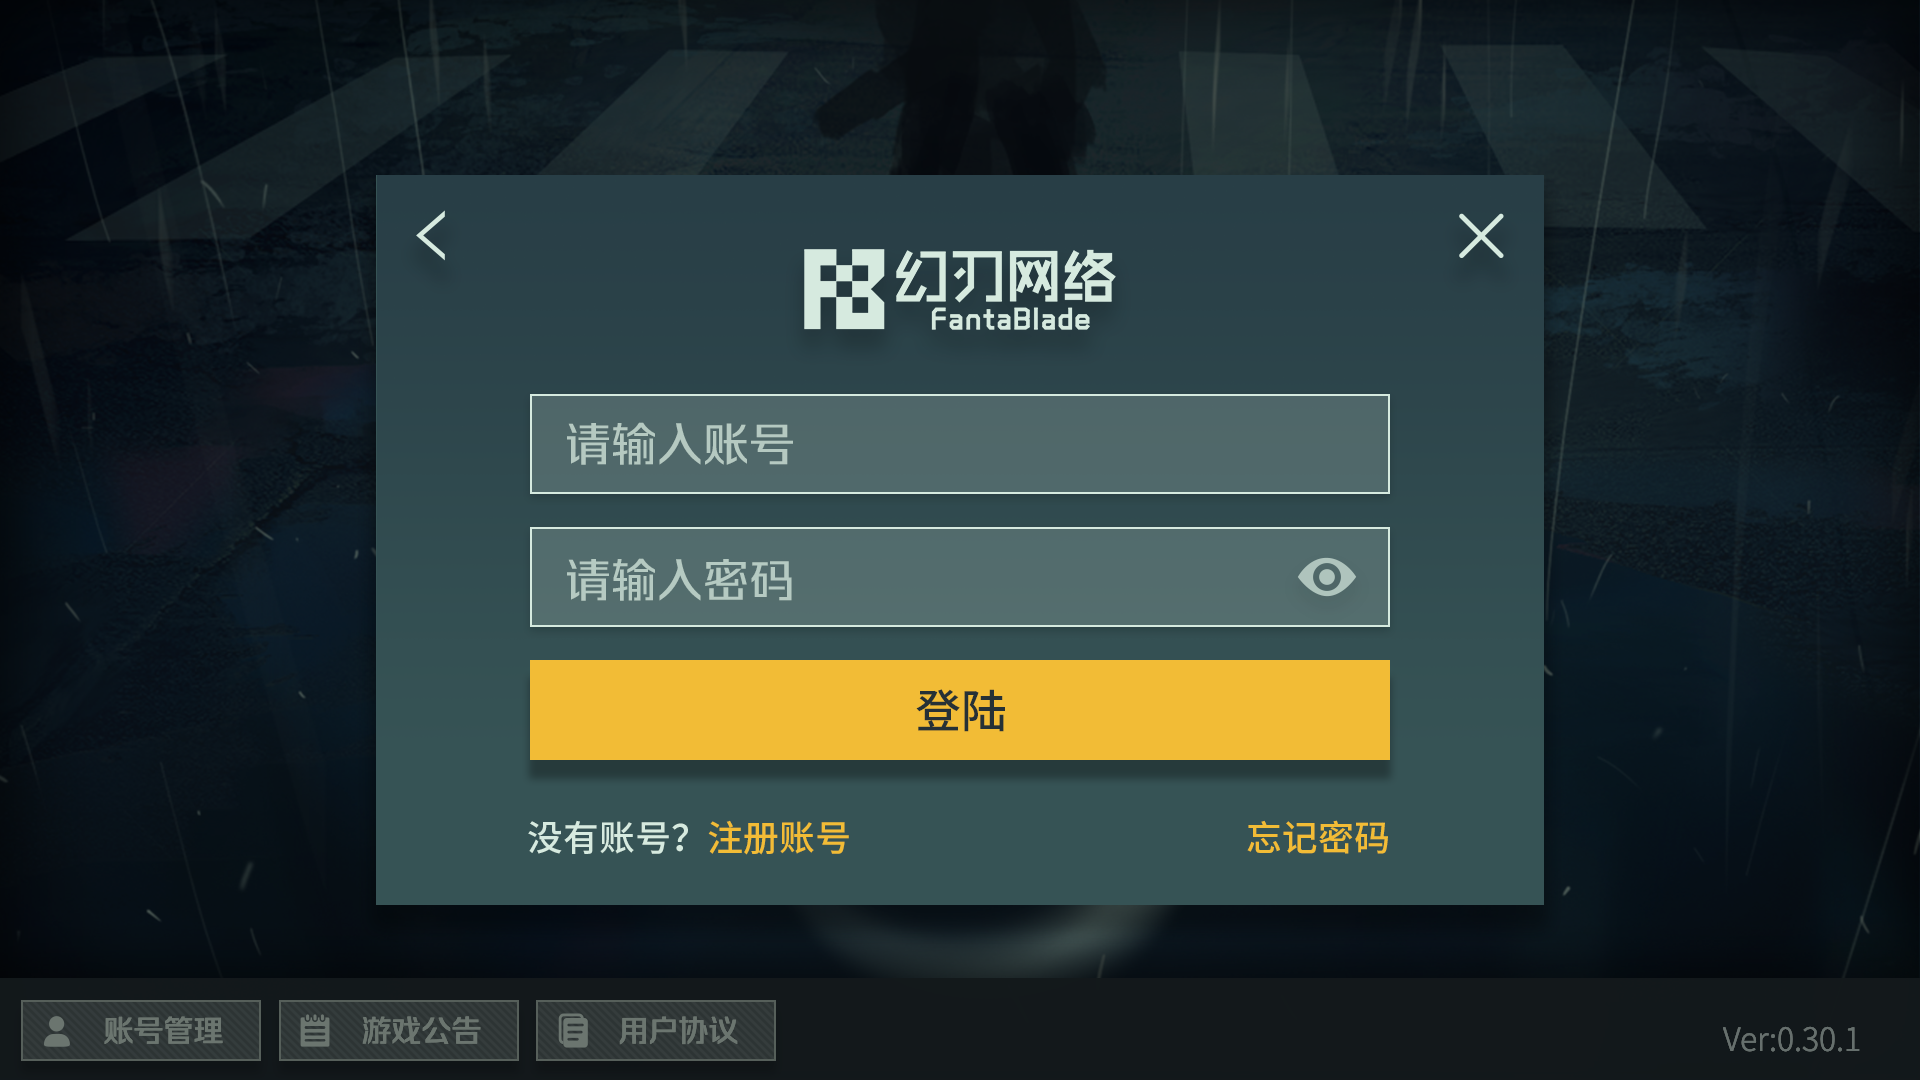 幻刃网络
FantaBlade
请输入账号
请输入密码
登陆
没有账号？注册账号
忘记密码
账号管理
游戏公告
用户协议
Ver:0.30.1